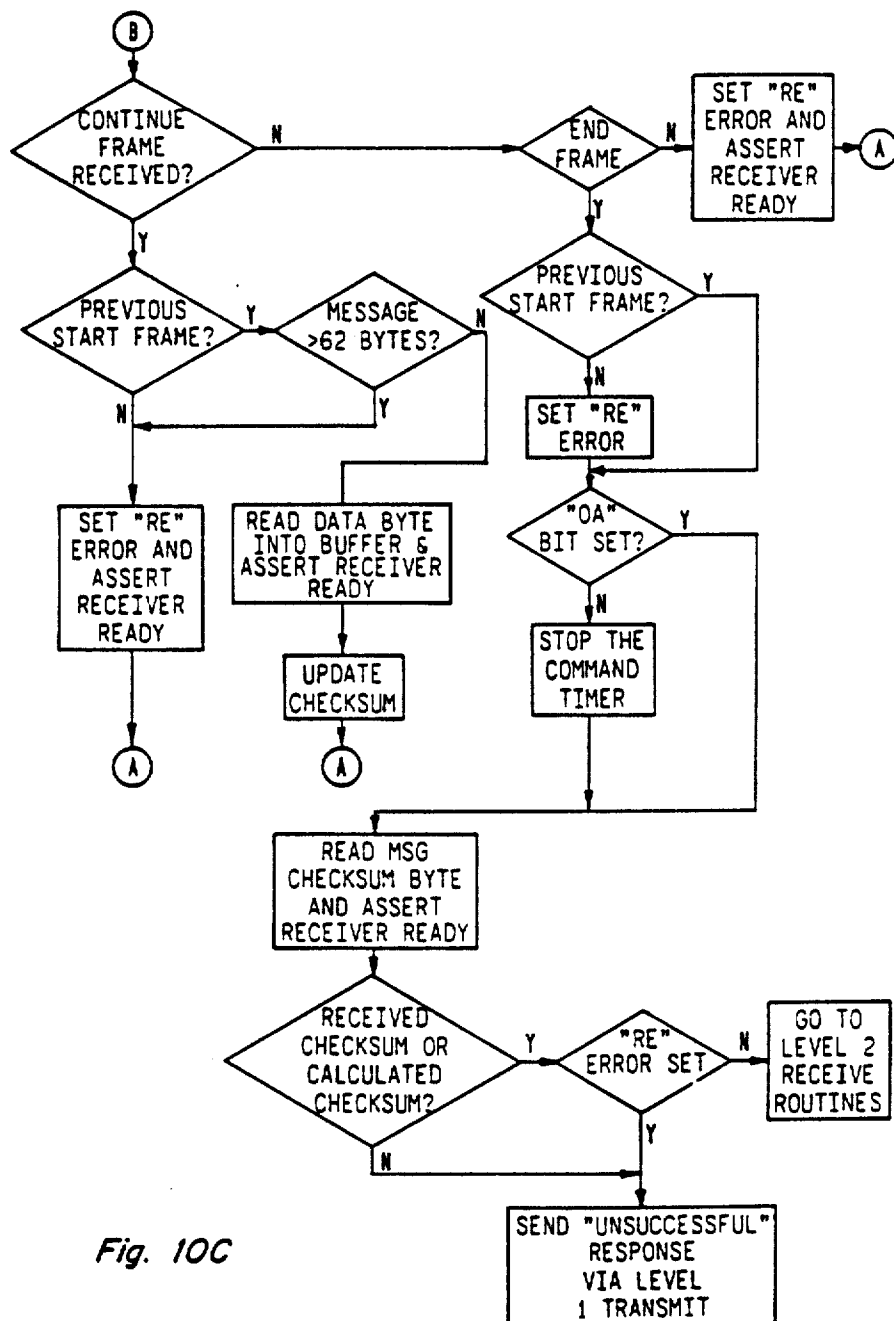 B
CONTINUE
FRAME
RECEIVED?
N
Y
END
FRAME
N
Y
SET "RE"
ERROR AND
ASSERT
RECEIVER
READY
A
PREVIOUS
START FRAME?
Y
N
MESSAGE
>62 BYTES?
N
Y
PREVIOUS
START FRAME?
Y
N
SET "RE"
ERROR
SET "RE"
ERROR AND
ASSERT
RECEIVER
READY
A
READ DATA BYTE
INTO BUFFER &
ASSERT RECEIVER
READY
UPDATE
CHECKSUM
A
"OA"
BIT SET?
Y
N
STOP THE
COMMAND
TIMER
READ MSG
CHECKSUM BYTE
AND ASSERT
RECEIVER READY
RECEIVED
CHECKSUM OR
CALCULATED
CHECKSUM?
Y
N
"RE"
ERROR SET
N
Y
GO TO
LEVEL 2
RECEIVE
ROUTINES
SEND "UNSUCCESSFUL"
RESPONSE
VIA LEVEL
1 TRANSMIT
Fig. 10C